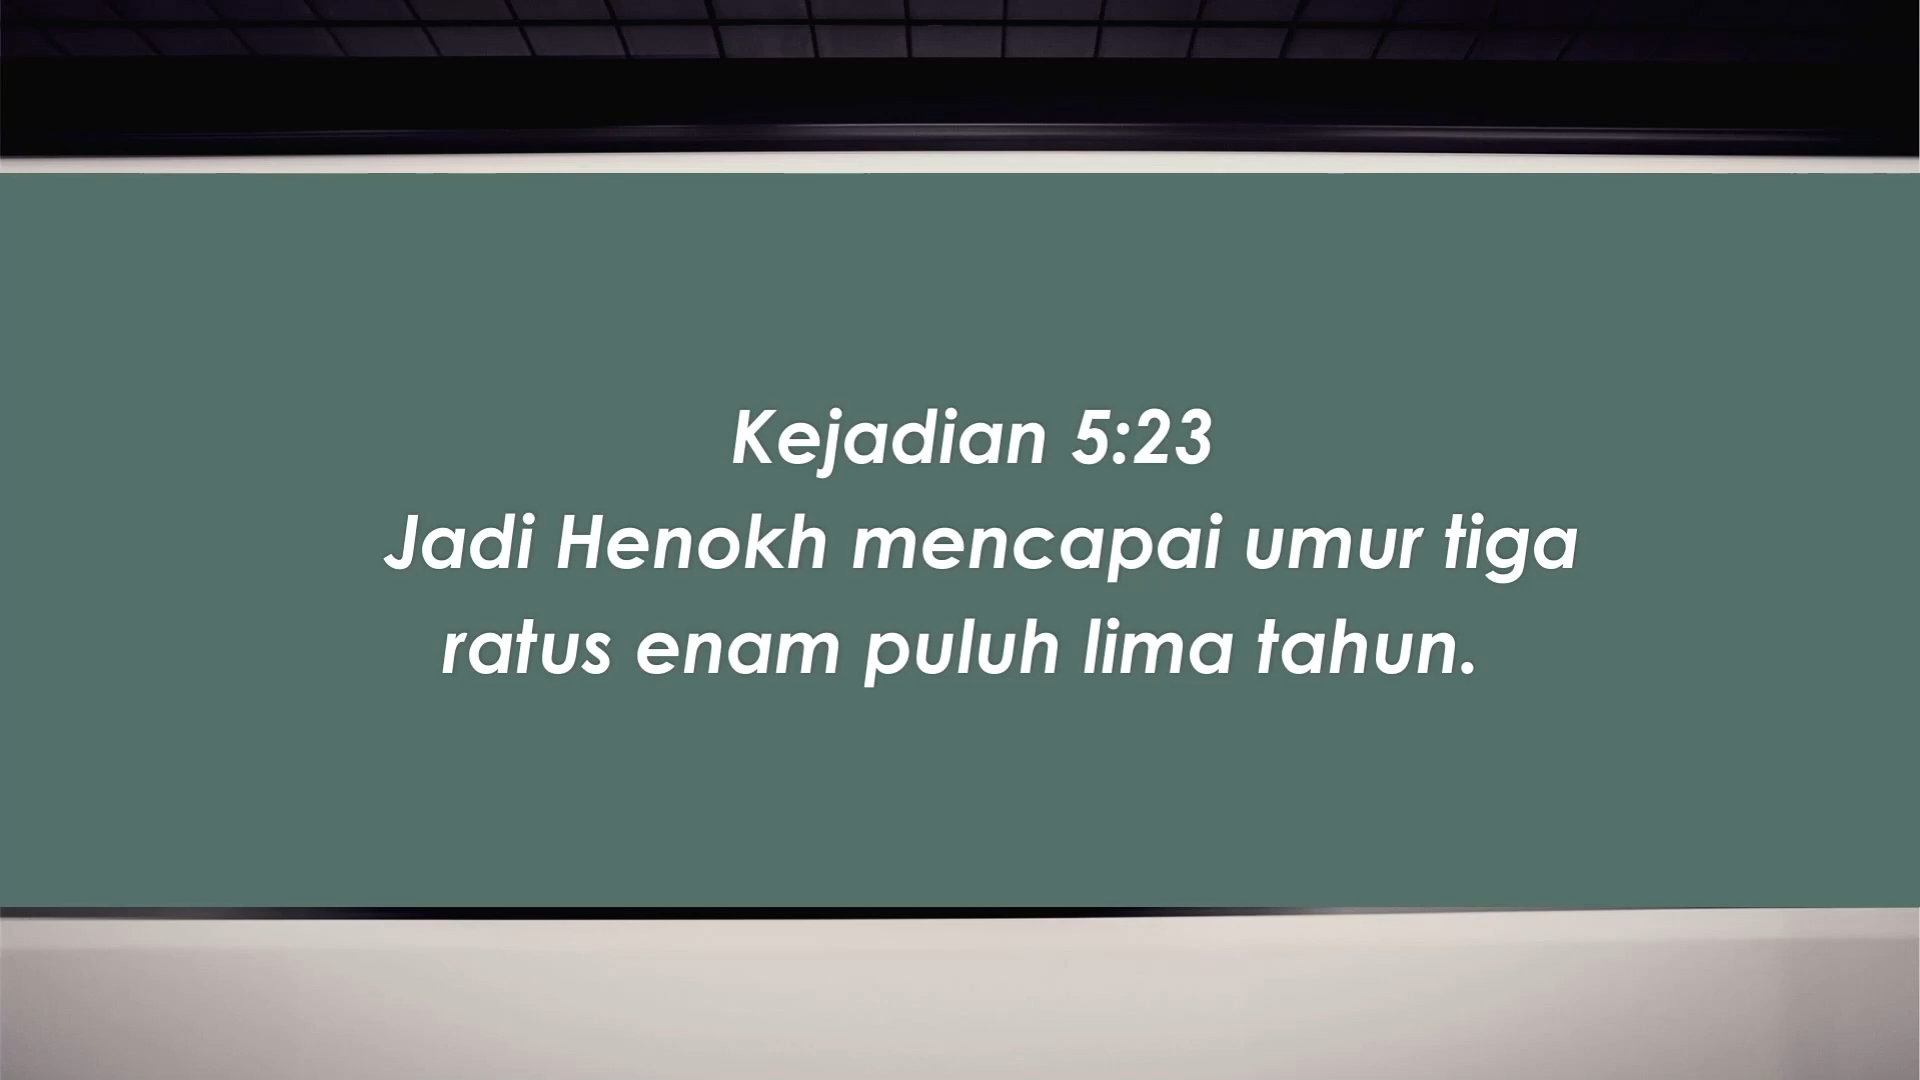 Kejadian 5:23
Jadi Henokh mencapai umur tiga
ratus enam puluh lima tahun.